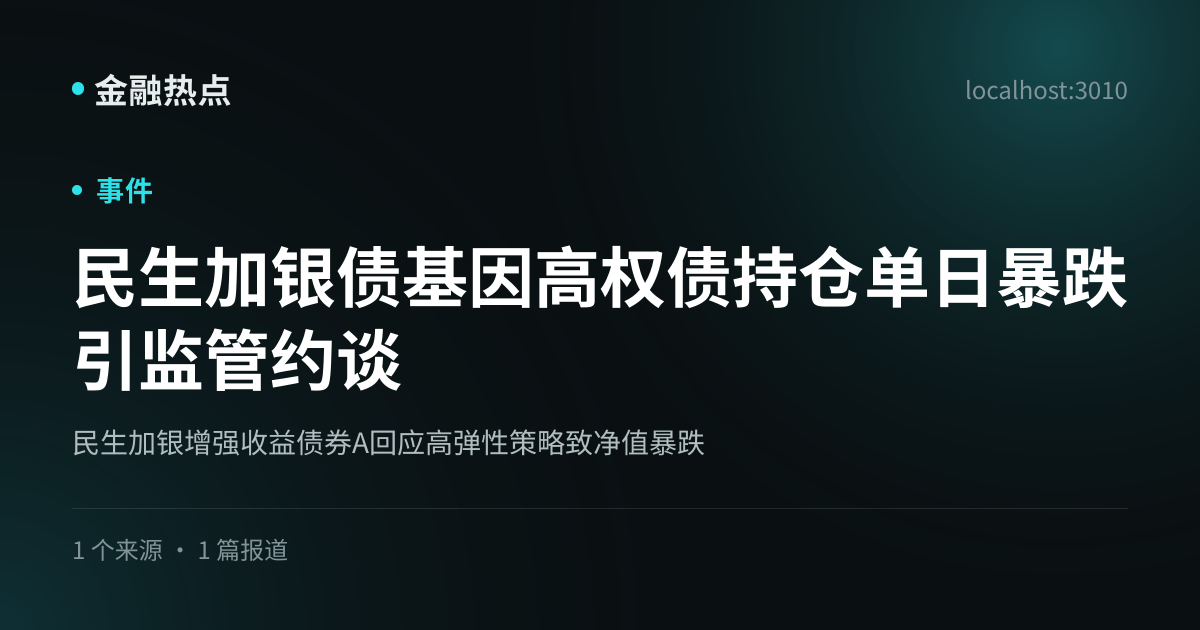 金融热点
localhost:3010
事件
民生加银债基因高权债持仓单日暴跌
引监管约谈
民生加银增强收益债券A回应高弹性策略致净值暴跌
1 个来源 · 1 篇报道